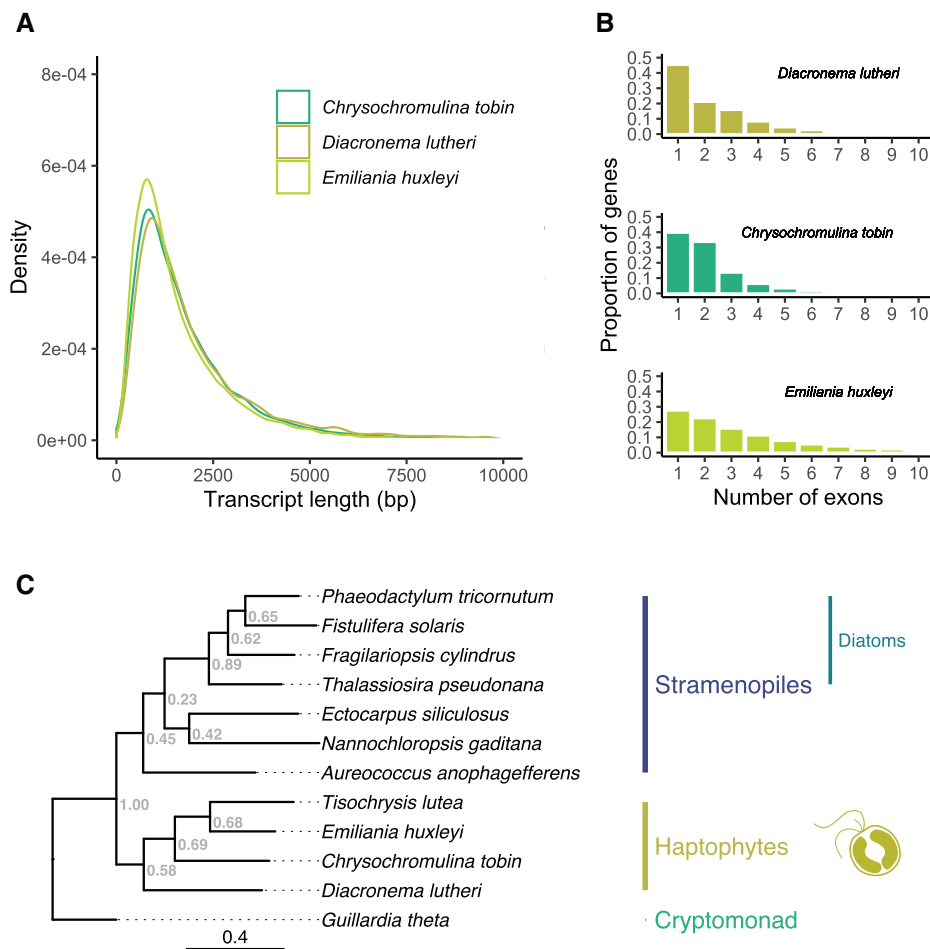 A
8e-04
6e-04
4e-04
2e-04
0e+00
Density
Chrysochromulina tobin
Diacronema lutheri
Emiliania huxleyi
0 2500 5000 7500 10000
Transcript length (bp)
B
Proportion of genes
Diacronema lutheri
0.5
0.4
0.3
0.2
0.1
0.0
1 2 3 4 5 6 7 8 9 10
Chrysochromulina tobin
0.5
0.4
0.3
0.2
0.1
0.0
1 2 3 4 5 6 7 8 9 10
Emiliania huxleyi
0.5
0.4
0.3
0.2
0.1
0.0
1 2 3 4 5 6 7 8 9 10
Number of exons
C
Phaeodactylum tricornutum
0.65
Fistulifera solaris
0.62
Fragilariopsis cylindrus
0.89
Thalassiosira pseudonana
0.23
Ectocarpus siliculosus
0.45
0.42
Nannochloropsis gaditana
Aureococcus anophagefferens
1.00
Tisochrysis lutea
0.68
Emiliania huxleyi
0.69
Chrysochromulina tobin
0.58
Diacronema lutheri
Guillardia theta
0.4
Diatoms
Stramenopiles
Haptophytes
Cryptomonad